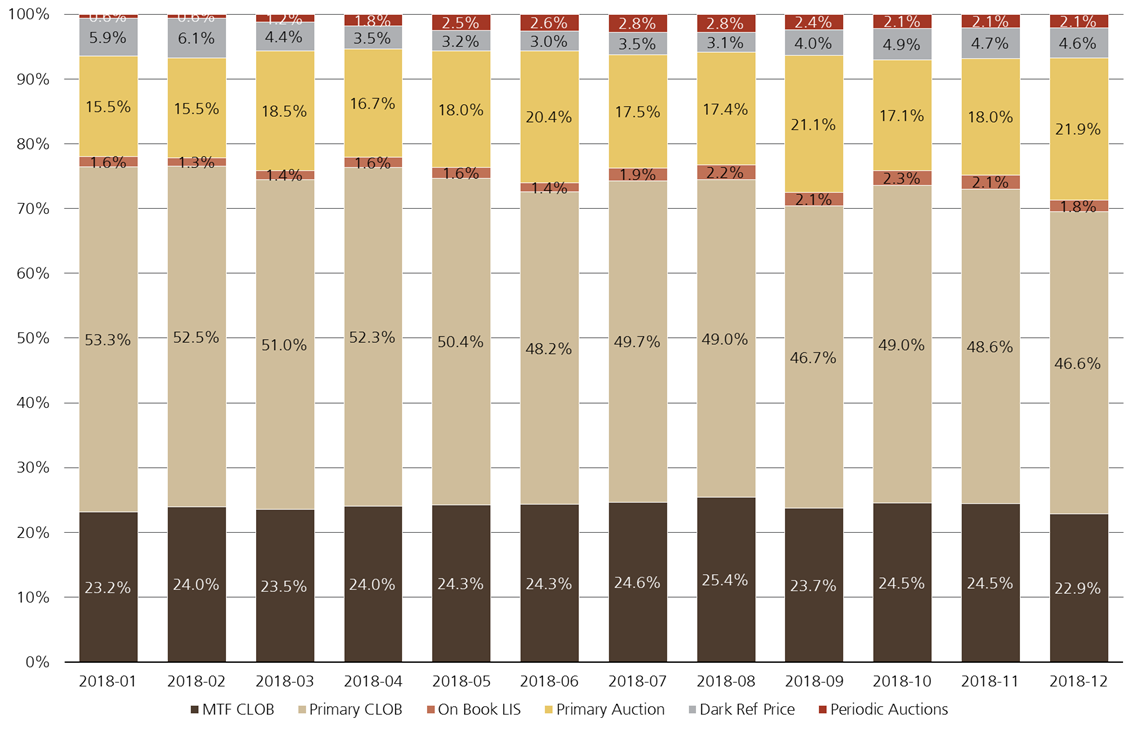 100%
0.6% 0.6% 1.2% 1.8% 2.5% 2.6% 2.8% 2.8% 2.4% 2.1% 2.1% 2.1%
5.9% 6.1% 4.4% 3.5% 3.2% 3.0% 3.5% 3.1% 4.0% 4.9% 4.7% 4.6%
90%
15.5% 15.5% 18.5% 16.7% 18.0% 20.4% 17.5% 17.4% 21.1% 17.1% 18.0% 21.9%
80%
1.6% 1.3% 1.4% 1.6% 1.6% 1.4% 1.9% 2.2% 2.1% 2.3% 2.1% 1.8%
70%
60%
50%
53.3% 52.5% 51.0% 52.3% 50.4% 48.2% 49.7% 49.0% 46.7% 49.0% 48.6% 46.6%
40%
30%
20%
23.2% 24.0% 23.5% 24.0% 24.3% 24.3% 24.6% 25.4% 23.7% 24.5% 24.5% 22.9%
10%
0%
2018-01 2018-02 2018-03 2018-04 2018-05 2018-06 2018-07 2018-08 2018-09 2018-10 2018-11 2018-12
MTF CLOB Primary CLOB On Book LIS Primary Auction Dark Ref Price Periodic Auctions